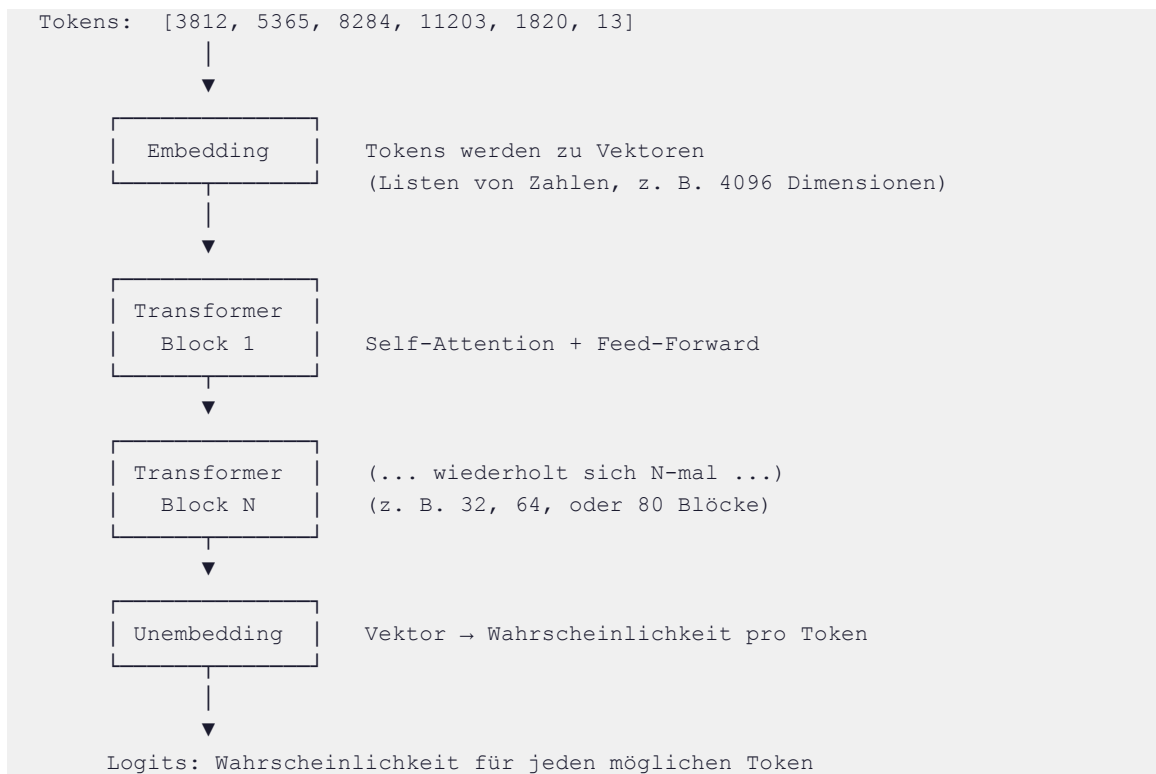 Tokens: [3812, 5365, 8284, 11203, 1820, 13]
Embedding Tokens werden zu Vektoren
(Listen von Zahlen, z. B. 4096 Dimensionen)
Transformer
Block 1 Self-Attention + Feed-Forward
Transformer (... wiederholt sich N-mal ...)
Block N (z. B. 32, 64, oder 80 Blöcke)
Unembedding Vektor → Wahrscheinlichkeit pro Token
Logits: Wahrscheinlichkeit für jeden möglichen Token